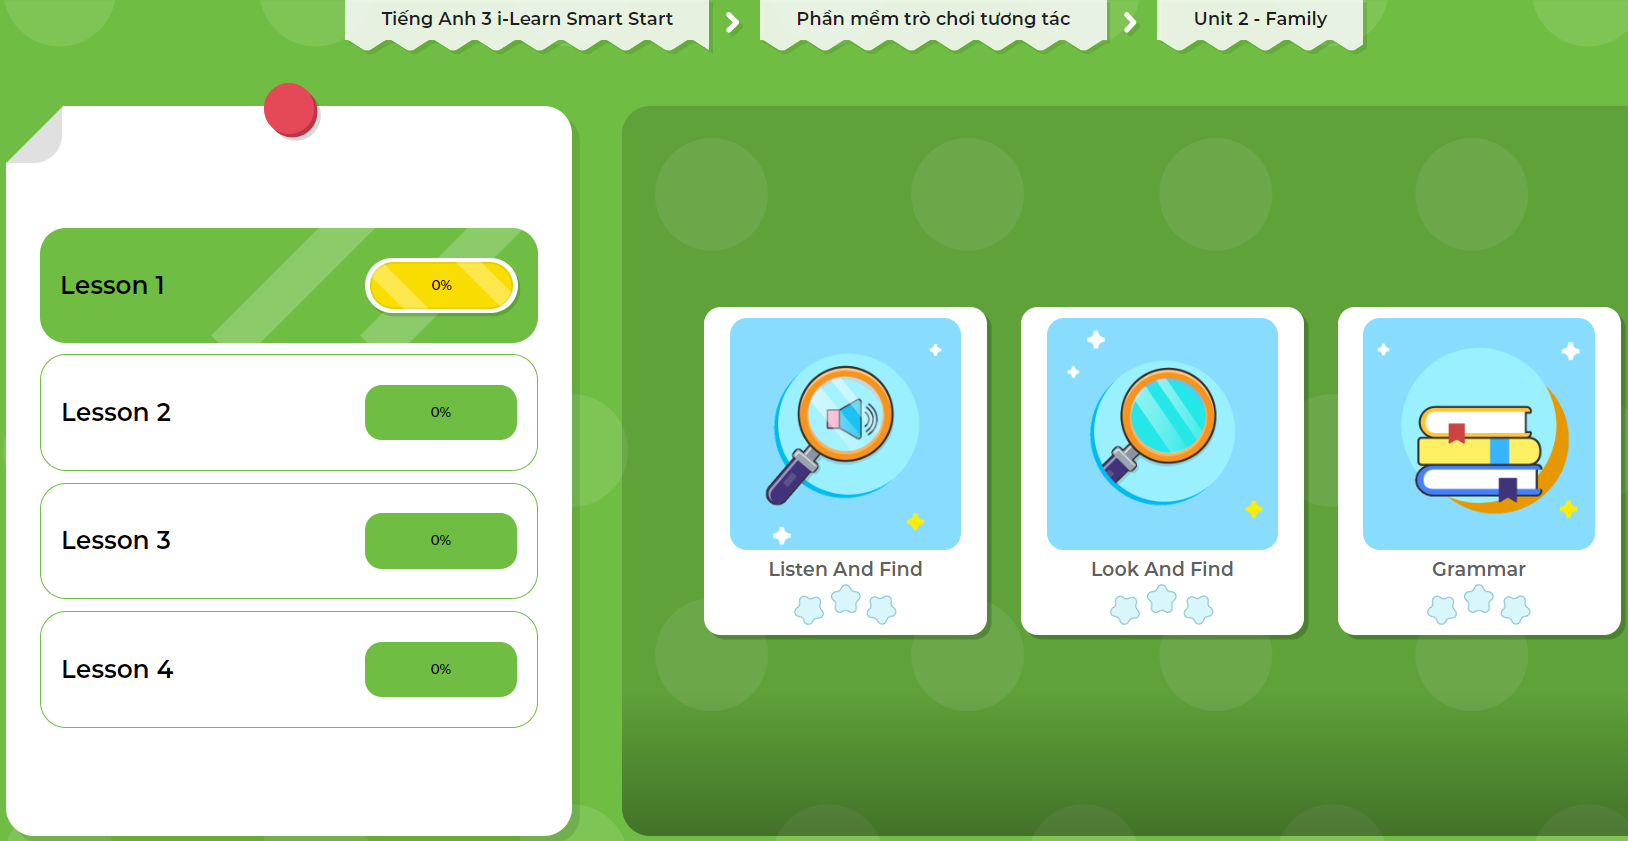 Tiếng Anh 3 i-Learn Smart Start
Phần mềm trò chơi tương tác
Unit 2 - Family
Lesson 1
0%
Lesson 2
0%
Lesson 3
0%
Lesson 4
0%
Listen And Find
Look And Find
Grammar